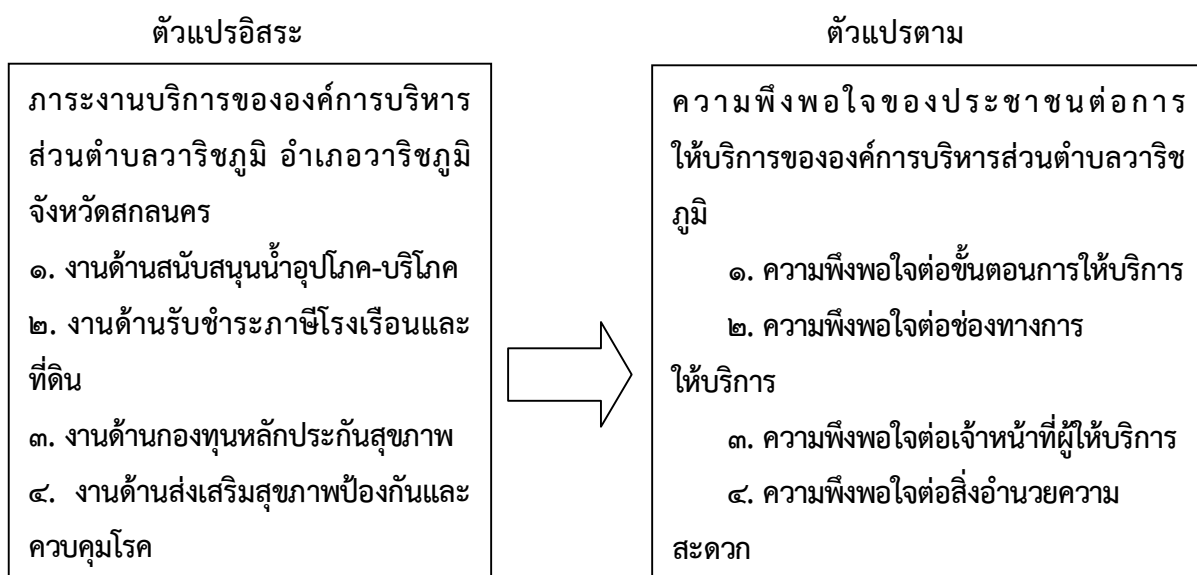 ตัวแปรอิสระ
ภาระงานบริการขององค์การบริหาร
ส่วนตำบลวาริชภูมิ อำเภอวาริชภูมิ
จังหวัดสกลนคร
๑. งานด้านสนับสนุนน้ำอุปโภค-บริโภค
๒. งานด้านรับชำระภาษีโรงเรือนและ
ที่ดิน
๓. งานด้านกองทุนหลักประกันสุขภาพ
๔. งานด้านส่งเสริมสุขภาพป้องกันและ
ควบคุมโรค
ตัวแปรตาม
ความพึงพอใจของประชาชนต่อการ
ให้บริการขององค์การบริหารส่วนตำบลวาริช
ภูมิ
๑. ความพึงพอใจต่อขั้นตอนการให้บริการ
๒. ความพึงพอใจต่อช่องทางการ
ให้บริการ
๓. ความพึงพอใจต่อเจ้าหน้าที่ผู้ให้บริการ
๔. ความพึงพอใจต่อสิ่งอำนวยความ
สะดวก